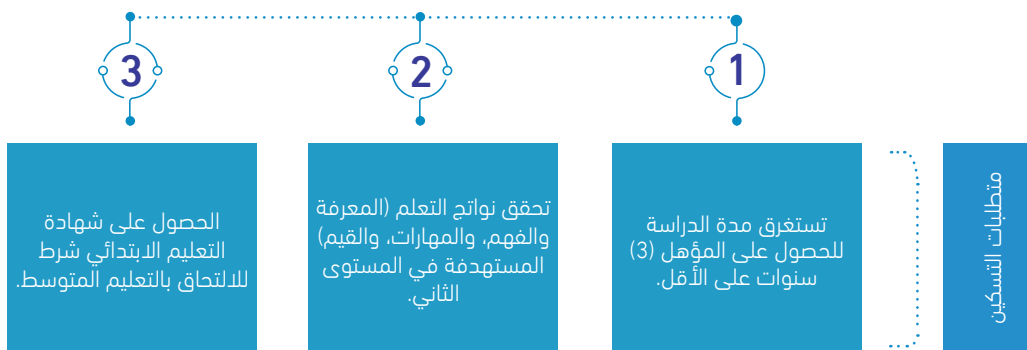 متطلبات التسكين
1
تستغرق مدة الدراسة
للحصول على المؤهل (3)
سنوات على الأقل.
2
تحقق نواتج التعلم (المعرفة
والفهم، والمهارات، والقيم)
المستهدفة في المستوى
الثاني.
3
الحصول على شهادة
التعليم الابتدائي شرط
للالتحاق بالتعليم المتوسط.